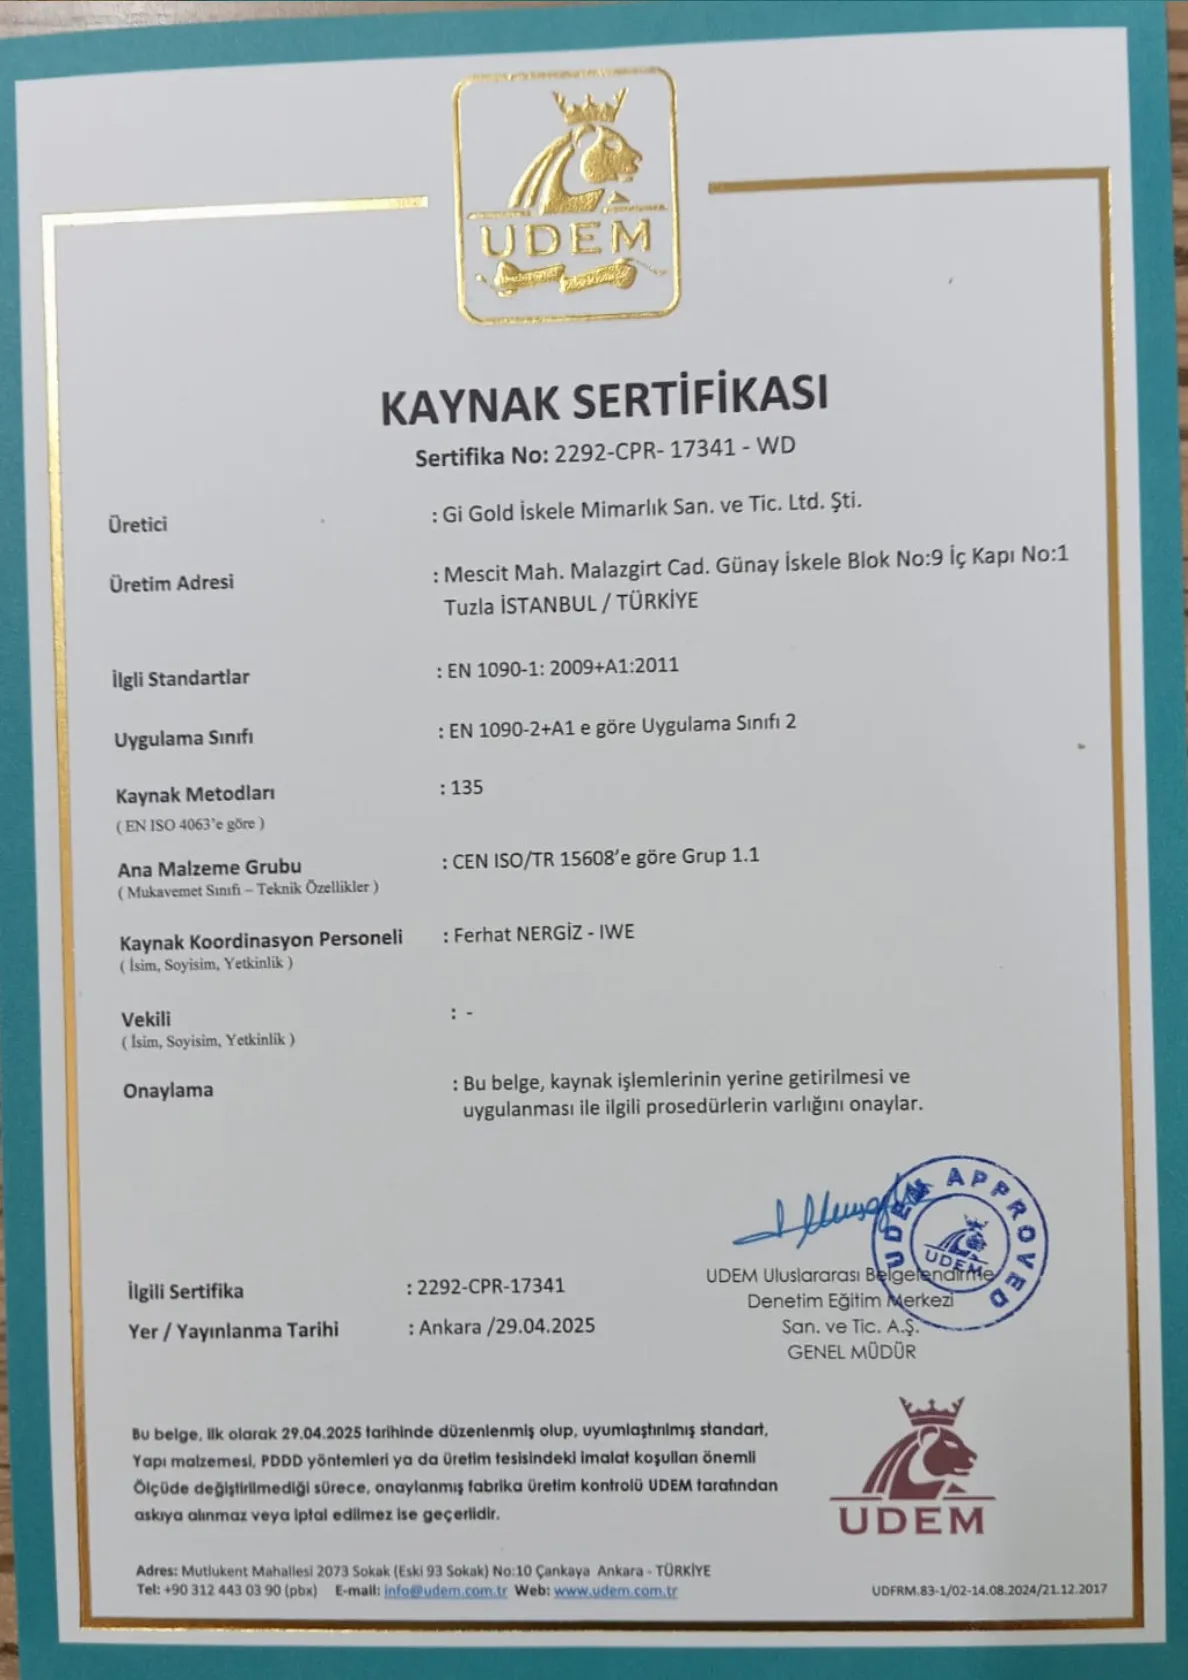 UDEM
KAYNAK SERTİFİKASI
Sertifika No: 2292-CPR- 17341 - WD
Üretici : Gi Gold İskele Mimarlık San. ve Tic. Ltd. Şti.
Üretim Adresi : Mescit Mah. Malazgirt Cad. Günay İskele Blok No:9 İç Kapı No:1
Tuzla İSTANBUL / TÜRKİYE
İlgli Standartlar : EN 1090-1: 2009+A1:2011
Uygulama Sınıfı : EN 1090-2+A1 e göre Uygulama Sınıfı 2
Kaynak Metodları : 135
( EN ISO 4063'e göre )
Ana Malzeme Grubu : CEN ISO/TR 15608'e göre Grup 1.1
( Mukavemet Sınıfı – Teknik Özellikler )
Kaynak Koordinasyon Personeli : Ferhat NERGİZ - IWE
( İsim, Soyisim, Yetkinlik )
Vekili : -
( İsim, Soyisim, Yetkinlik )
Onaylama : Bu belge, kaynak işlemlerinin yerine getirilmesi ve
uygulanması ile ilgili prosedürlerin varlığını onaylar.
UDEM APPROVED
UDEM
UDEM Uluslararası Belgelendirme
Denetim Eğitim Merkezi
San. ve Tic. A.Ş.
GENEL MÜDÜR
İlgili Sertifika : 2292-CPR-17341
Yer / Yayınlanma Tarihi : Ankara /29.04.2025
Bu belge, ilk olarak 29.04.2025 tarihinde düzenlenmiş olup, uyumlaştırılmış standart,
Yapı malzemesi, PDDD yöntemleri ya da üretim tesisindeki imalat koşulları önemli
Ölçüde değiştirilmediği sürece, onaylanmış fabrika üretim kontrolü UDEM tarafından
askıya alınmaz veya iptal edilmez ise geçerlidir.
UDEM
Adres: Mutlukent Mahallesi 2073 Sokak (Eski 93 Sokak) No:10 Çankaya Ankara - TÜRKİYE
Tel: +90 312 443 03 90 (pbx) E-mail: info@udem.com.tr Web: www.udem.com.tr
UDFRM.83-1/02-14.08.2024/21.12.2017